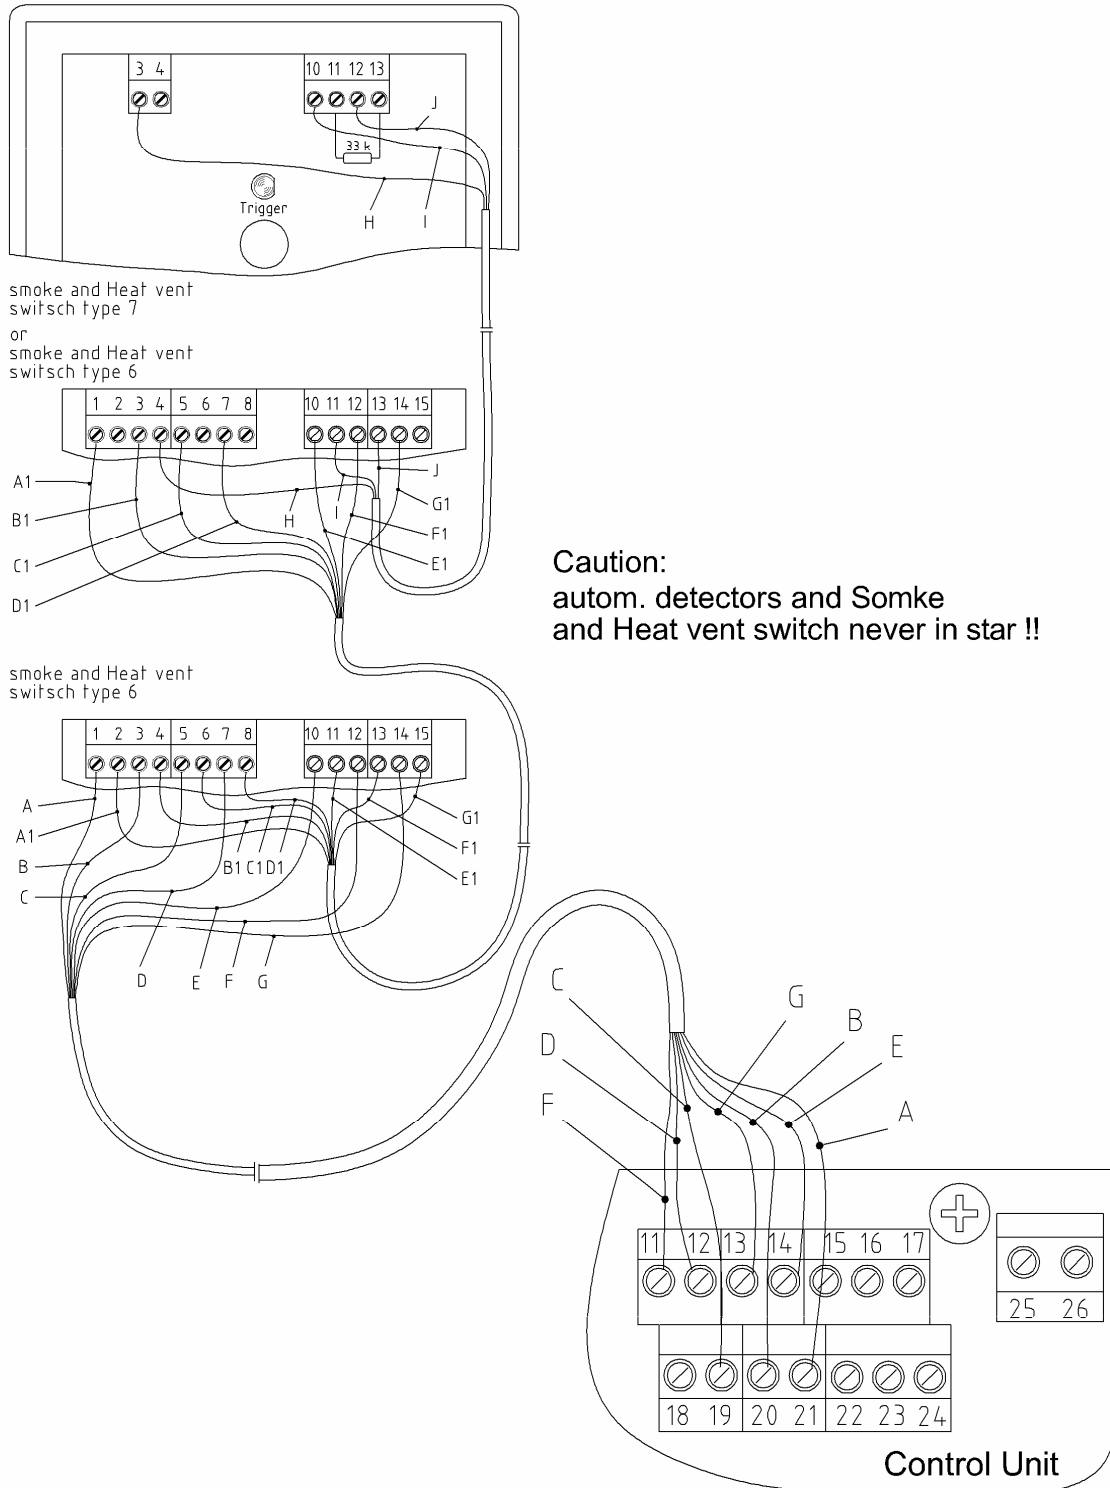 3 4
10 11 12 13
J
33 k
Trigger
H
I
smoke and Heat vent
switsch type 7
or
smoke and Heat vent
switsch type 6
1 2 3 4 5 6 7 8
10 11 12 13 14 15
A1
J
H
I
G1
B1
F1
C1
E1
D1
Caution:
autom. detectors and Somke
and Heat vent switch never in star !!
smoke and Heat vent
switsch type 6
1 2 3 4 5 6 7 8
10 11 12 13 14 15
A
A1
G1
B
B1 C1 D1
F1
C
E1
D
E
F
G
C
G
D
B
E
F
A
11 12 13 14 15 16 17
25 26
18 19 20 21 22 23 24
Control Unit